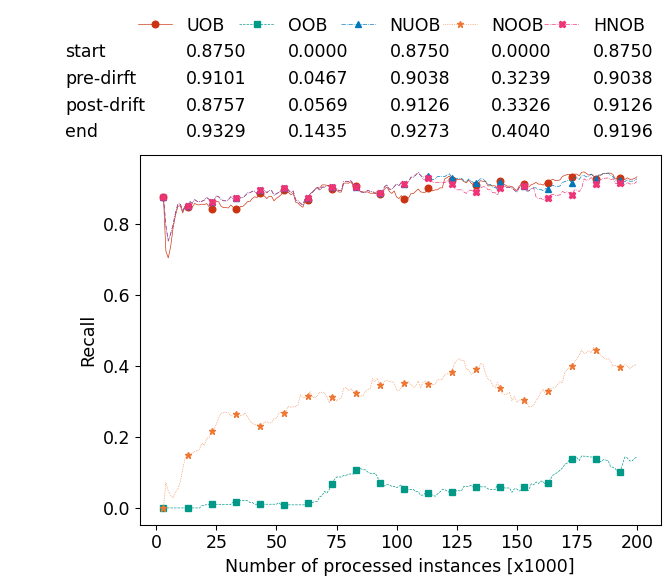 UOB OOB NUOB NOOB HNOB
start 0.8750 0.0000 0.8750 0.0000 0.8750
pre-dirft 0.9101 0.0467 0.9038 0.3239 0.9038
post-drift 0.8757 0.0569 0.9126 0.3326 0.9126
end 0.9329 0.1435 0.9273 0.4040 0.9196
0.8
0.6
0.4
0.2
0.0
Recall
0 25 50 75 100 125 150 175 200
Number of processed instances [x1000]